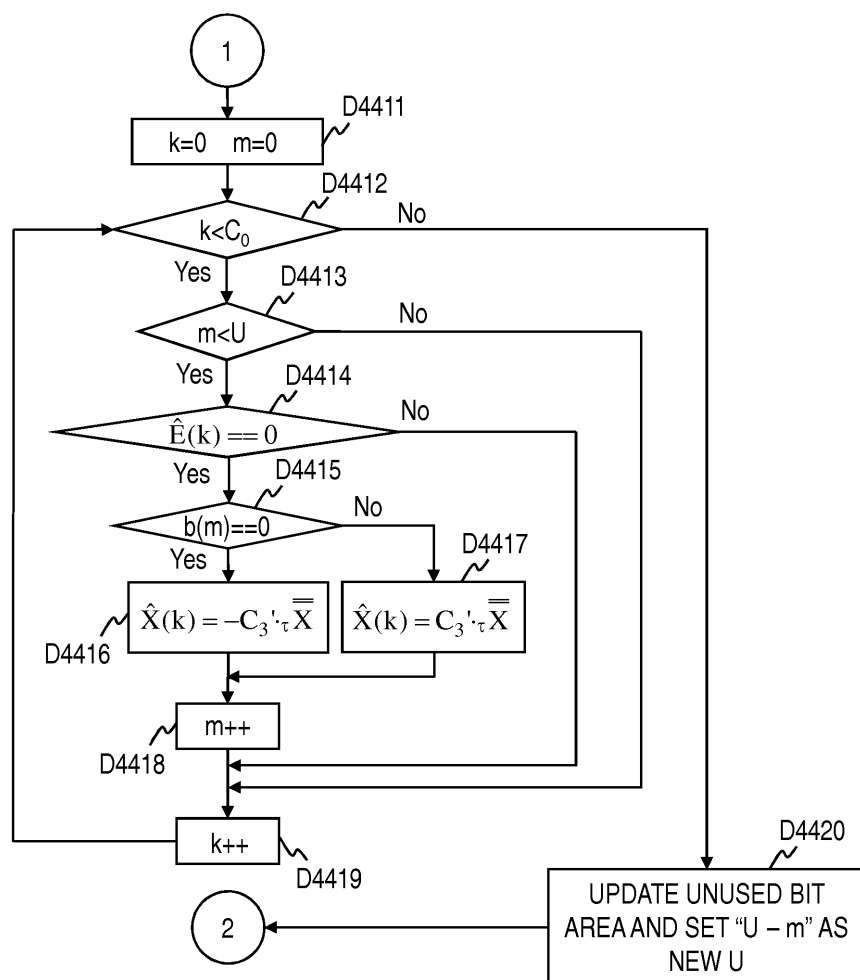 1
D4411
k=0 m=0
D4412
k<C₀
No
Yes
D4413
m<U
No
Yes
D4414
Ê(k) == 0
No
Yes
D4415
b(m)==0
No
Yes
D4417
X̂(k) = −C₃'·τX̿
X̂(k) = C₃'·τX̿
D4416
m++
D4418
k++
D4419
D4420
UPDATE UNUSED BIT
AREA AND SET “U – m” AS
NEW U
2